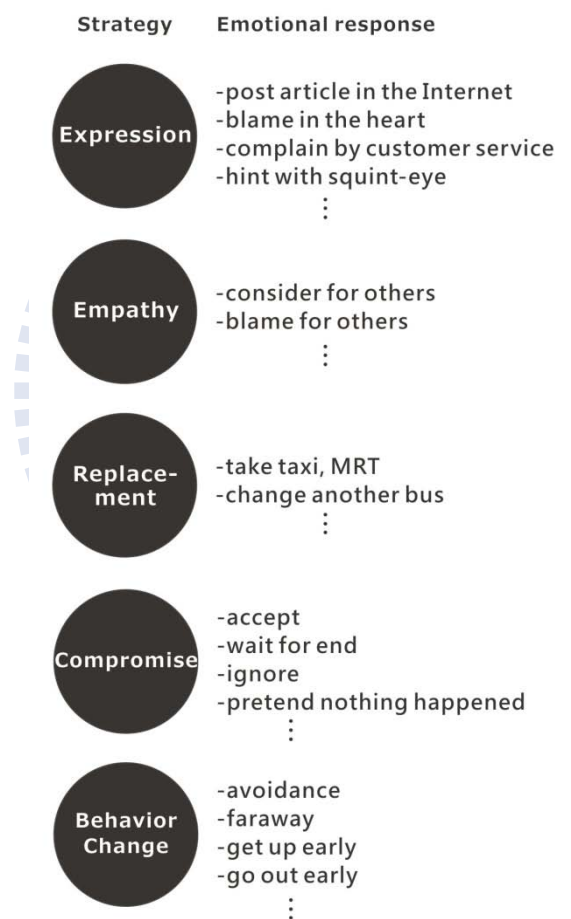 Strategy Emotional response
Expression
-post article in the Internet
-blame in the heart
-complain by customer service
-hint with squint-eye
⋮
Empathy
-consider for others
-blame for others
⋮
Replace-
ment
-take taxi, MRT
-change another bus
⋮
Compromise
-accept
-wait for end
-ignore
-pretend nothing happened
⋮
Behavior
Change
-avoidance
-faraway
-get up early
-go out early
⋮